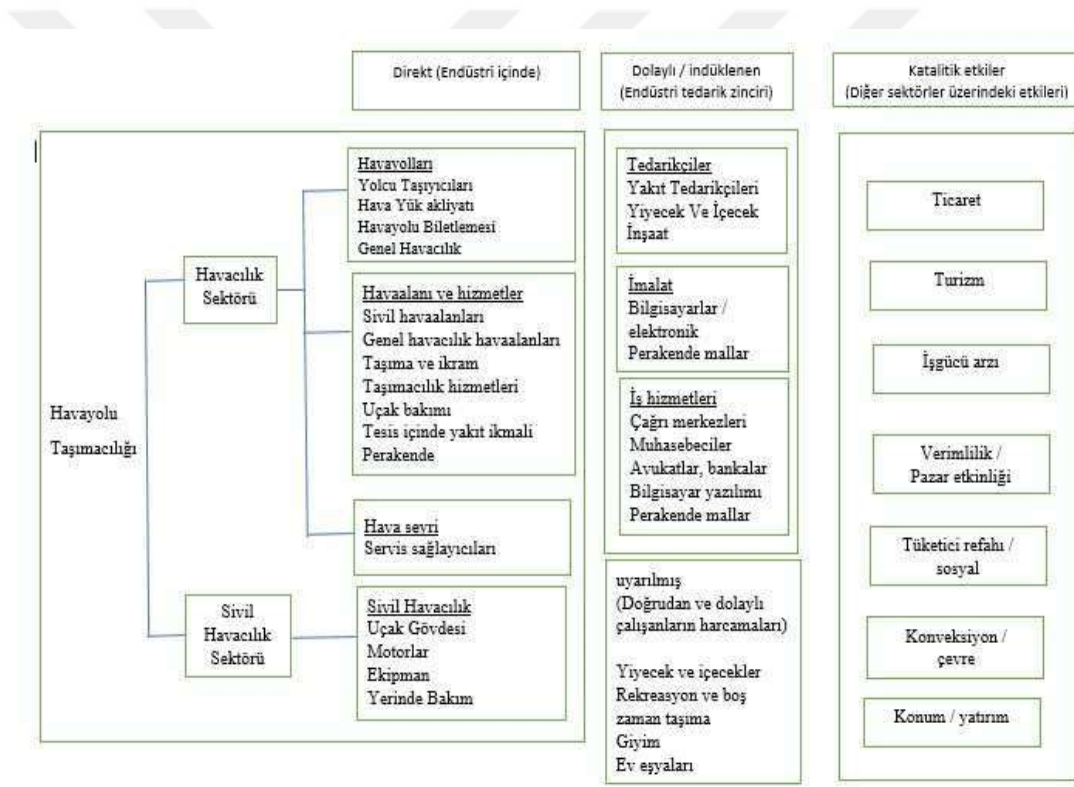 Direkt (Endüstri içinde)
Dolaylı / indüklenen
(Endüstri tedarik zinciri)
Katalitik etkiler
(Diğer sektörler üzerindeki etkileri)
Havayolu
Taşımacılığı
Havacılık
Sektörü
Sivil
Havacılık
Sektörü
Havayolları
Yolcu Taşıyıcıları
Hava Yük akliyatı
Havayolu Biletlemesi
Genel Havacılık
Havaalanı ve hizmetler
Sivil havaalanları
Genel havacılık havaalanları
Taşıma ve ikram
Taşımacılık hizmetleri
Uçak bakımı
Tesis içinde yakıt ikmali
Perakende
Hava seyri
Servis sağlayıcıları
Sivil Havacılık
Uçak Gövdesi
Motorlar
Ekipman
Yerinde Bakım
Tedarikçiler
Yakıt Tedarikçileri
Yiyecek Ve İçecek
İnşaat
İmalat
Bilgisayarlar /
elektronik
Perakende mallar
İş hizmetleri
Çağrı merkezleri
Muhasebeciler
Avukatlar, bankalar
Bilgisayar yazılımı
Perakende mallar
uyarılmış
(Doğrudan ve dolaylı
çalışanların harcamaları)
Yiyecek ve içecekler
Rekreasyon ve boş
zaman taşıma
Giyim
Ev eşyaları
Ticaret
Turizm
İşgücü arzı
Verimlilik /
Pazar etkinliği
Tüketici refahı /
sosyal
Konveksiyon /
çevre
Konum / yatırım